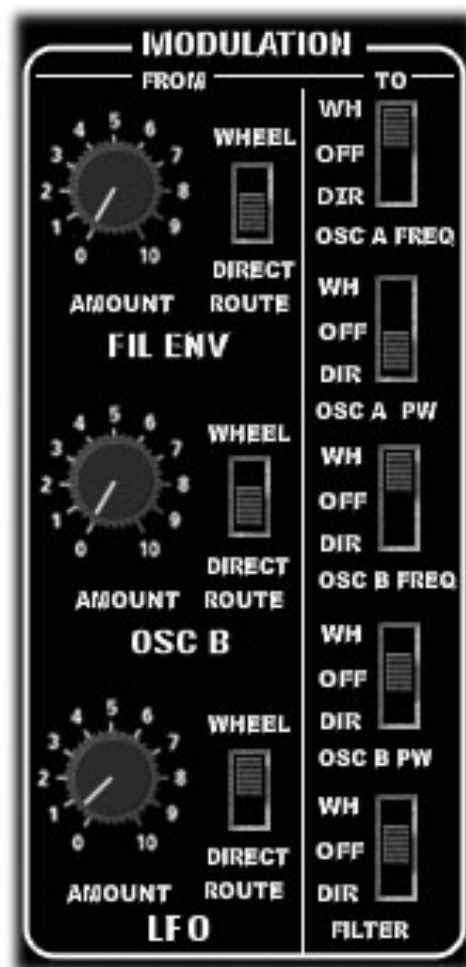 MODULATION
FROM TO
4 5 6
3 7
2 8
1 9
0 10
WHEEL
DIRECT
AMOUNT ROUTE
FIL ENV
4 5 6
3 7
2 8
1 9
0 10
WHEEL
DIRECT
AMOUNT ROUTE
OSC B
4 5 6
3 7
2 8
1 9
0 10
WHEEL
DIRECT
AMOUNT ROUTE
LFO
WH
OFF
DIR
OSC A FREQ
WH
OFF
DIR
OSC A PW
WH
OFF
DIR
OSC B FREQ
WH
OFF
DIR
OSC B PW
WH
OFF
DIR
FILTER